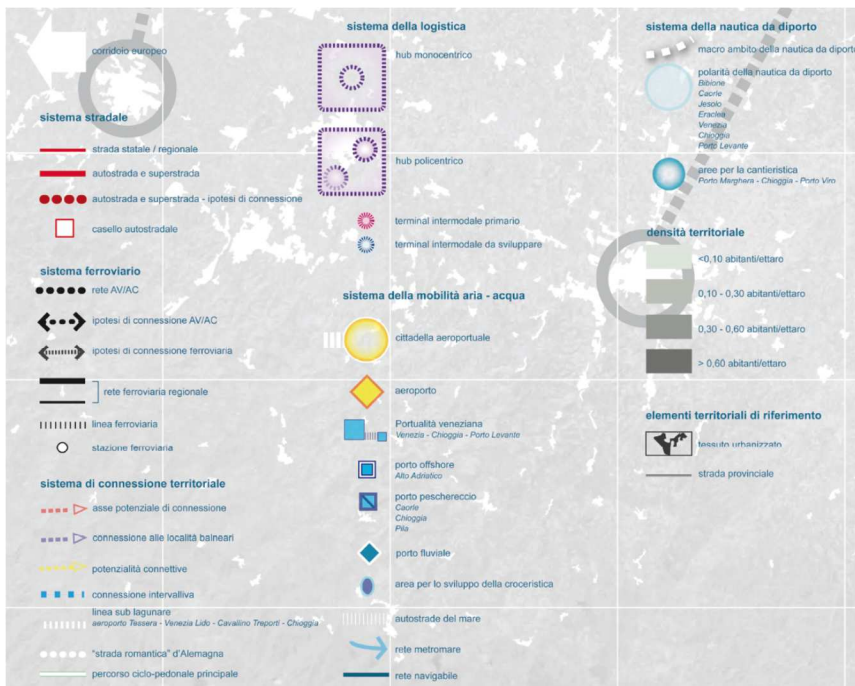 corridoio europeo
sistema stradale
strada statale / regionale
autostrada e superstrada
autostrada e superstrada - ipotesi di connessione
casello autostradale
sistema ferroviario
rete AV/AC
ipotesi di connessione AV/AC
ipotesi di connessione ferroviaria
rete ferroviaria regionale
linea ferroviaria
stazione ferroviaria
sistema di connessione territoriale
asse potenziale di connessione
connessione alle località balneari
potenzialità connettive
connessione intervalliva
linea sub lagunare
aeroporto Tessera - Venezia Lido - Cavallino Treporti - Chioggia
"strada romantica" d'Alemagna
percorso ciclo-pedonale principale
sistema della logistica
hub monocentrico
hub policentrico
terminal intermodale primario
terminal intermodale da sviluppare
sistema della mobilità aria - acqua
cittadella aeroportuale
aeroporto
Portualità veneziana
Venezia - Chioggia - Porto Levante
porto offshore
Alto Adriatico
porto peschereccio
Caorle
Chioggia
Pila
porto fluviale
area per lo sviluppo della croceristica
autostrade del mare
rete metromare
rete navigabile
sistema della nautica da diporto
macro ambito della nautica da diporto
polarità della nautica da diporto
Bibione
Caorle
Jesolo
Eraclea
Venezia
Chioggia
Porto Levante
aree per la cantieristica
Porto Marghera - Chioggia - Porto Viro
densità territoriale
<0,10 abitanti/ettaro
0,10 - 0,30 abitanti/ettaro
0,30 - 0,60 abitanti/ettaro
> 0,60 abitanti/ettaro
elementi territoriali di riferimento
tessuto urbanizzato
strada provinciale